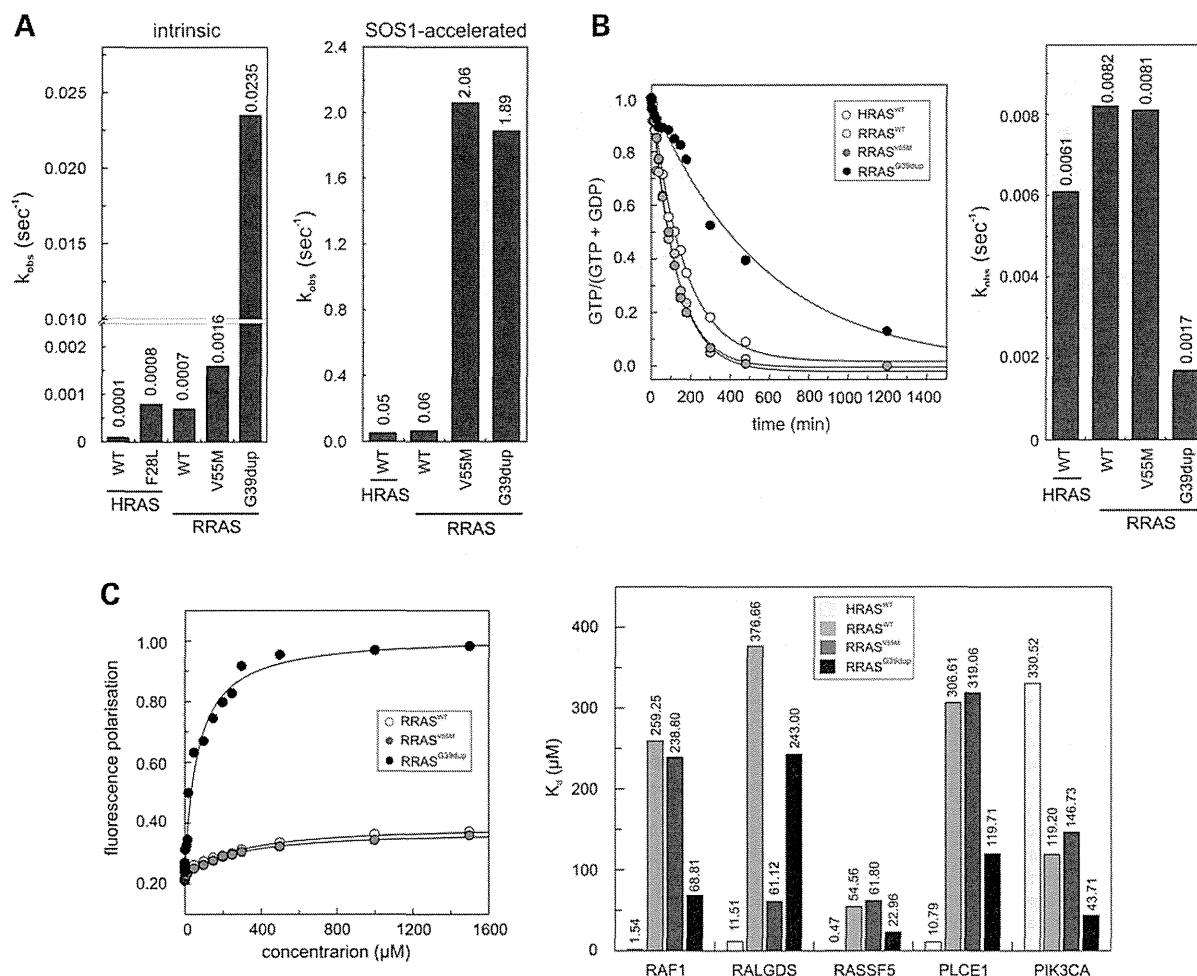 A
intrinsic
SOS1-accelerated
k_obs (sec⁻¹)
0.025
0.020
0.015
0.010
0.002
0.001
0
0.0001
0.0008
0.0007
0.0016
0.0235
WT
F28L
WT
V55M
G39dup
HRAS
RRAS
k_obs (sec⁻¹)
2.4
2.0
1.6
1.2
0.8
0.4
0.0
0.05
0.06
2.06
1.89
WT
WT
V55M
G39dup
HRAS
RRAS
B
GTP/(GTP + GDP)
1.0
0.8
0.6
0.4
0.2
0.0
0 200 400 600 800 1000 1200 1400
time (min)
HRAS^WT
RRAS^WT
RRAS^V55M
RRAS^G39dup
k_obs (sec⁻¹)
0.008
0.006
0.004
0.002
0
0.0061
0.0082
0.0081
0.0017
WT
WT
V55M
G39dup
HRAS
RRAS
C
fluorescence polarisation
1.00
0.80
0.60
0.40
0.20
0 400 800 1200 1600
concentrarion (µM)
RRAS^WT
RRAS^V55M
RRAS^G39dup
K_d (µM)
400
300
200
100
0
HRAS^WT
RRAS^WT
RRAS^V55M
RRAS^G39dup
1.54
259.25
238.80
68.81
11.51
376.66
61.12
243.00
0.47
54.56
61.80
22.96
10.79
306.61
319.06
119.71
330.52
119.20
146.73
43.71
RAF1 RALGDS RASSF5 PLCE1 PIK3CA